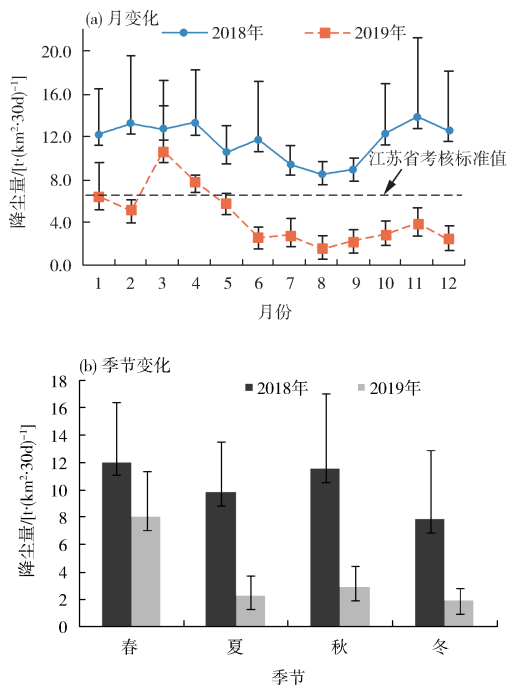 (a) 月变化
2018年 2019年
20.0
16.0
12.0
8.0
4.0
0.0
降尘量/[t·(km²·30d)⁻¹]
江苏省考核标准值
1 2 3 4 5 6 7 8 9 10 11 12
月份
(b) 季节变化
2018年 2019年
18
16
14
12
10
8
6
4
2
0
降尘量/[t·(km²·30d)⁻¹]
春 夏 秋 冬
季节